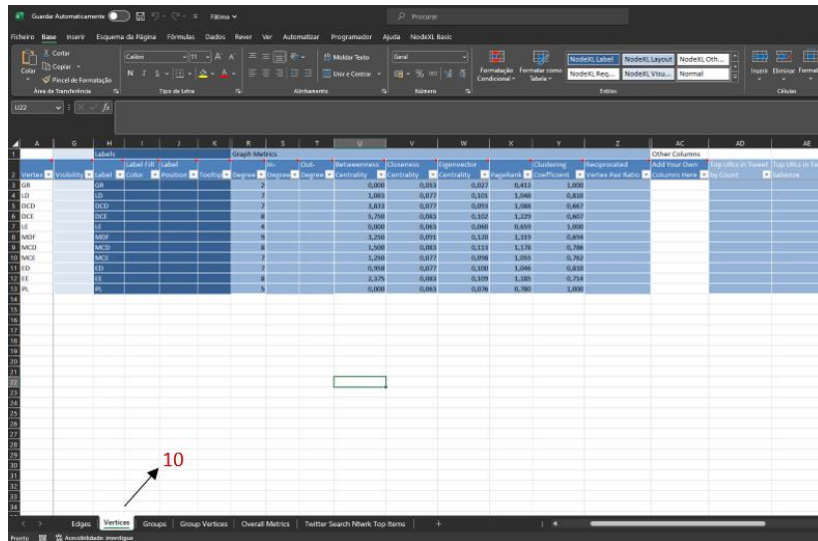 Guardar Automaticamente Fátima Procurar
Ficheiro Base Inserir Esquema da Página Fórmulas Dados Rever Ver Automatizar Programador Ajuda NodeXL Basic
Colar
Cortar
Copiar
Pincel de Formatação
Área de Transferência
Calibri 11
N I S
Tipo de Letra
Moldar Texto
Unir e Centrar
Alinhamento
Geral
Número
Formatação Condicional
Formatar como Tabela
NodeXL Label NodeXL Layout NodeXL Oth...
NodeXL Req... NodeXL Visu... Normal
Estilos
Inserir Eliminar
Células
U22 fx
A G H I J K R S T U V W X Y Z AC AD AE
1 Labels Graph Metrics Other Columns
2 Vertex Visibility Label Label Fill Color Label Position Tooltip Degree In-Degree Out-Degree Betweenness Centrality Closeness Centrality Eigenvector Centrality PageRank Clustering Coefficient Reciprocated Vertex Pair Ratio Add Your Own Columns Here Top URLs in Tweet by Count
3 GR GR 2 0,000 0,053 0,027 0,413 1,000
4 LD LD 7 1,083 0,077 0,101 1,046 0,810
5 DCD DCD 7 0,077 0,093 1,088 0,667
6 DCE DCE 8 5,750 0,083 0,102 1,229 0,607
7 LE LE 4 0,000 0,063 0,060 0,659 1,000
8 MDF MDF 9 3,250 0,091 0,120 1,319 0,694
9 MCD MCD 8 1,500 0,083 0,113 1,178 0,786
10 MCE MCE 7 1,250 0,077 0,098 1,055 0,762
11 ED ED 7 0,958 0,077 0,100 1,046 0,810
12 EE EE 8 2,375 0,083 0,109 1,185 0,714
13 PL PL 5 0,000 0,063 0,076 0,780 1,000
14
15
16
17
18
19
20
21
22
23
24
25
26
27
28
29
30
31
32
33
34
10
Edges Vertices Groups Group Vertices Overall Metrics Twitter Search Ntwrk Top Items +
Pronto Acessibilidade: investigue